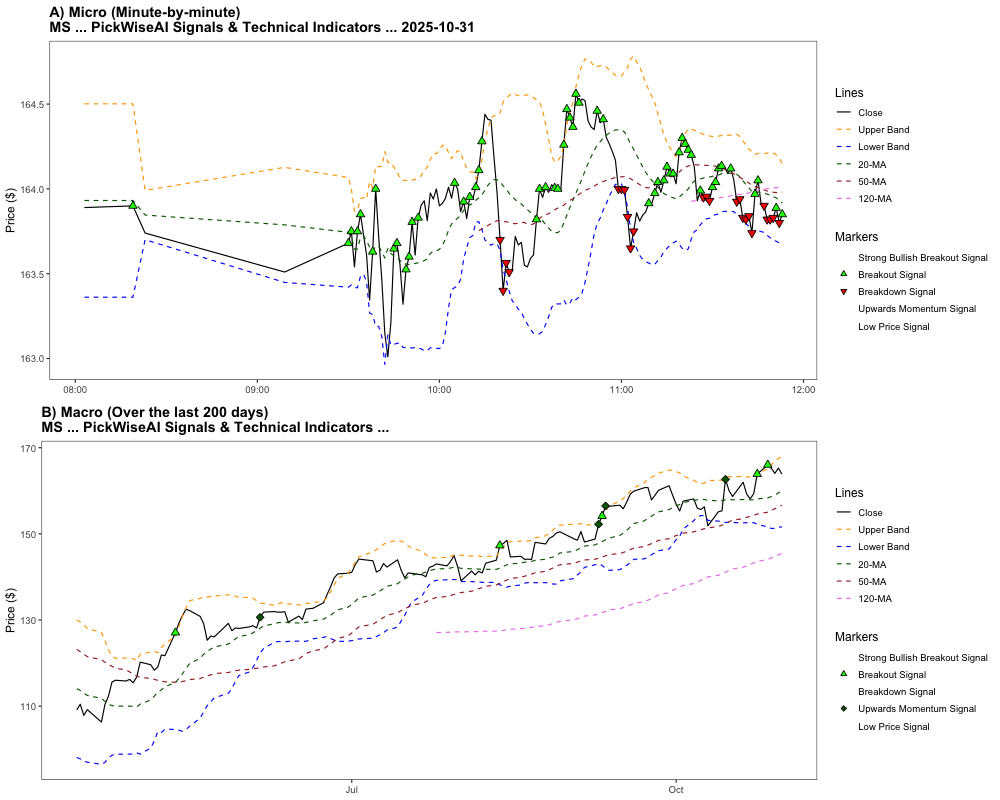 A) Micro (Minute-by-minute)
MS ... PickWiseAI Signals & Technical Indicators ... 2025-10-31
Price ($)
164.5
164.0
163.5
163.0
08:00
09:00
10:00
11:00
12:00
Lines
Close
Upper Band
Lower Band
20-MA
50-MA
120-MA
Markers
Strong Bullish Breakout Signal
Breakout Signal
Breakdown Signal
Upwards Momentum Signal
Low Price Signal
B) Macro (Over the last 200 days)
MS ... PickWiseAI Signals & Technical Indicators ...
Price ($)
170
150
130
110
Jul
Oct
Lines
Close
Upper Band
Lower Band
20-MA
50-MA
120-MA
Markers
Strong Bullish Breakout Signal
Breakout Signal
Breakdown Signal
Upwards Momentum Signal
Low Price Signal